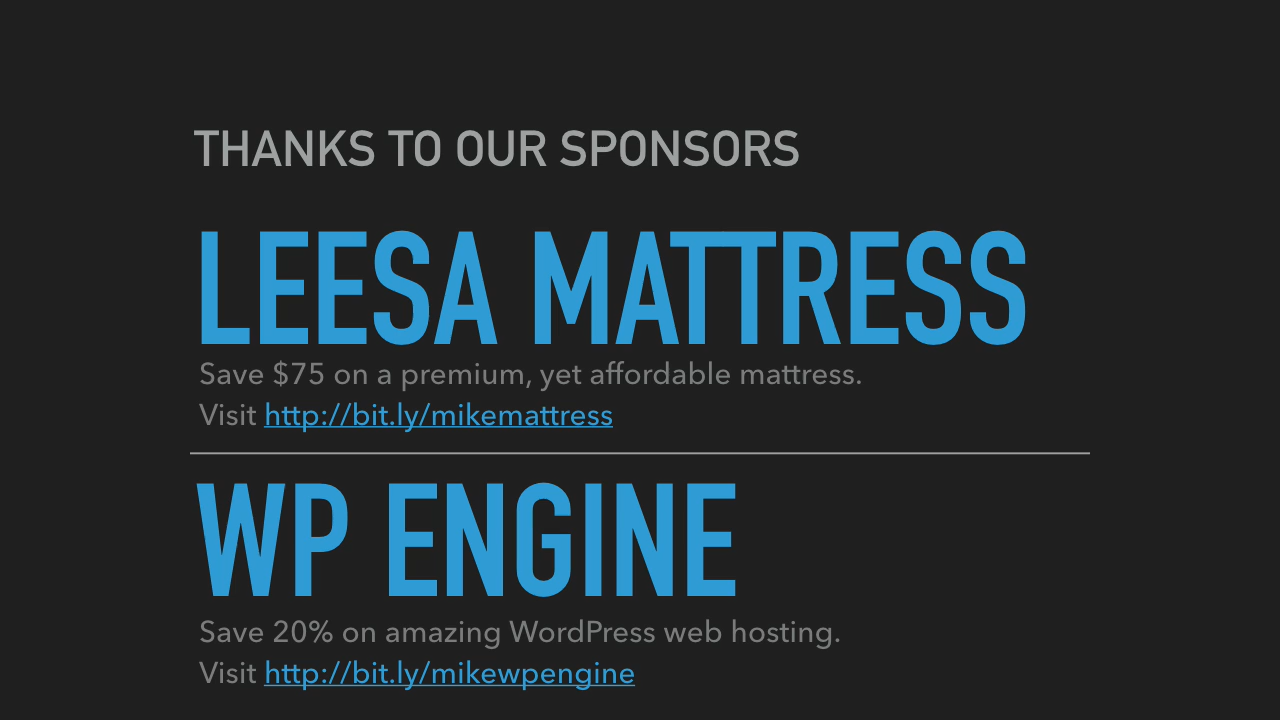 THANKS TO OUR SPONSORS
LEESA MATTRESS
Save $75 on a premium, yet affordable mattress.
Visit http://bit.ly/mikemattress
WP ENGINE
Save 20% on amazing WordPress web hosting.
Visit http://bit.ly/mikewpengine